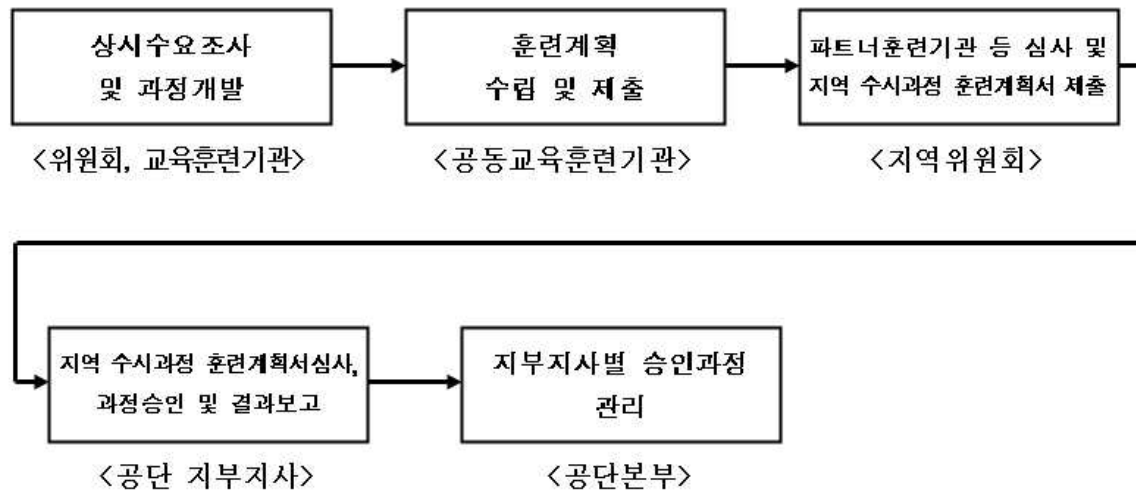 상시수요조사
및 과정개발
<위원회, 교육훈련기관>
훈련계획
수립 및 제출
<공동교육훈련기관>
파트너훈련기관 등 심사 및
지역 수시과정 훈련계획서 제출
<지역위원회>
지역 수시과정 훈련계획서심사,
과정승인 및 결과보고
<공단 지부지사>
지부지사별 승인과정
관리
<공단본부>